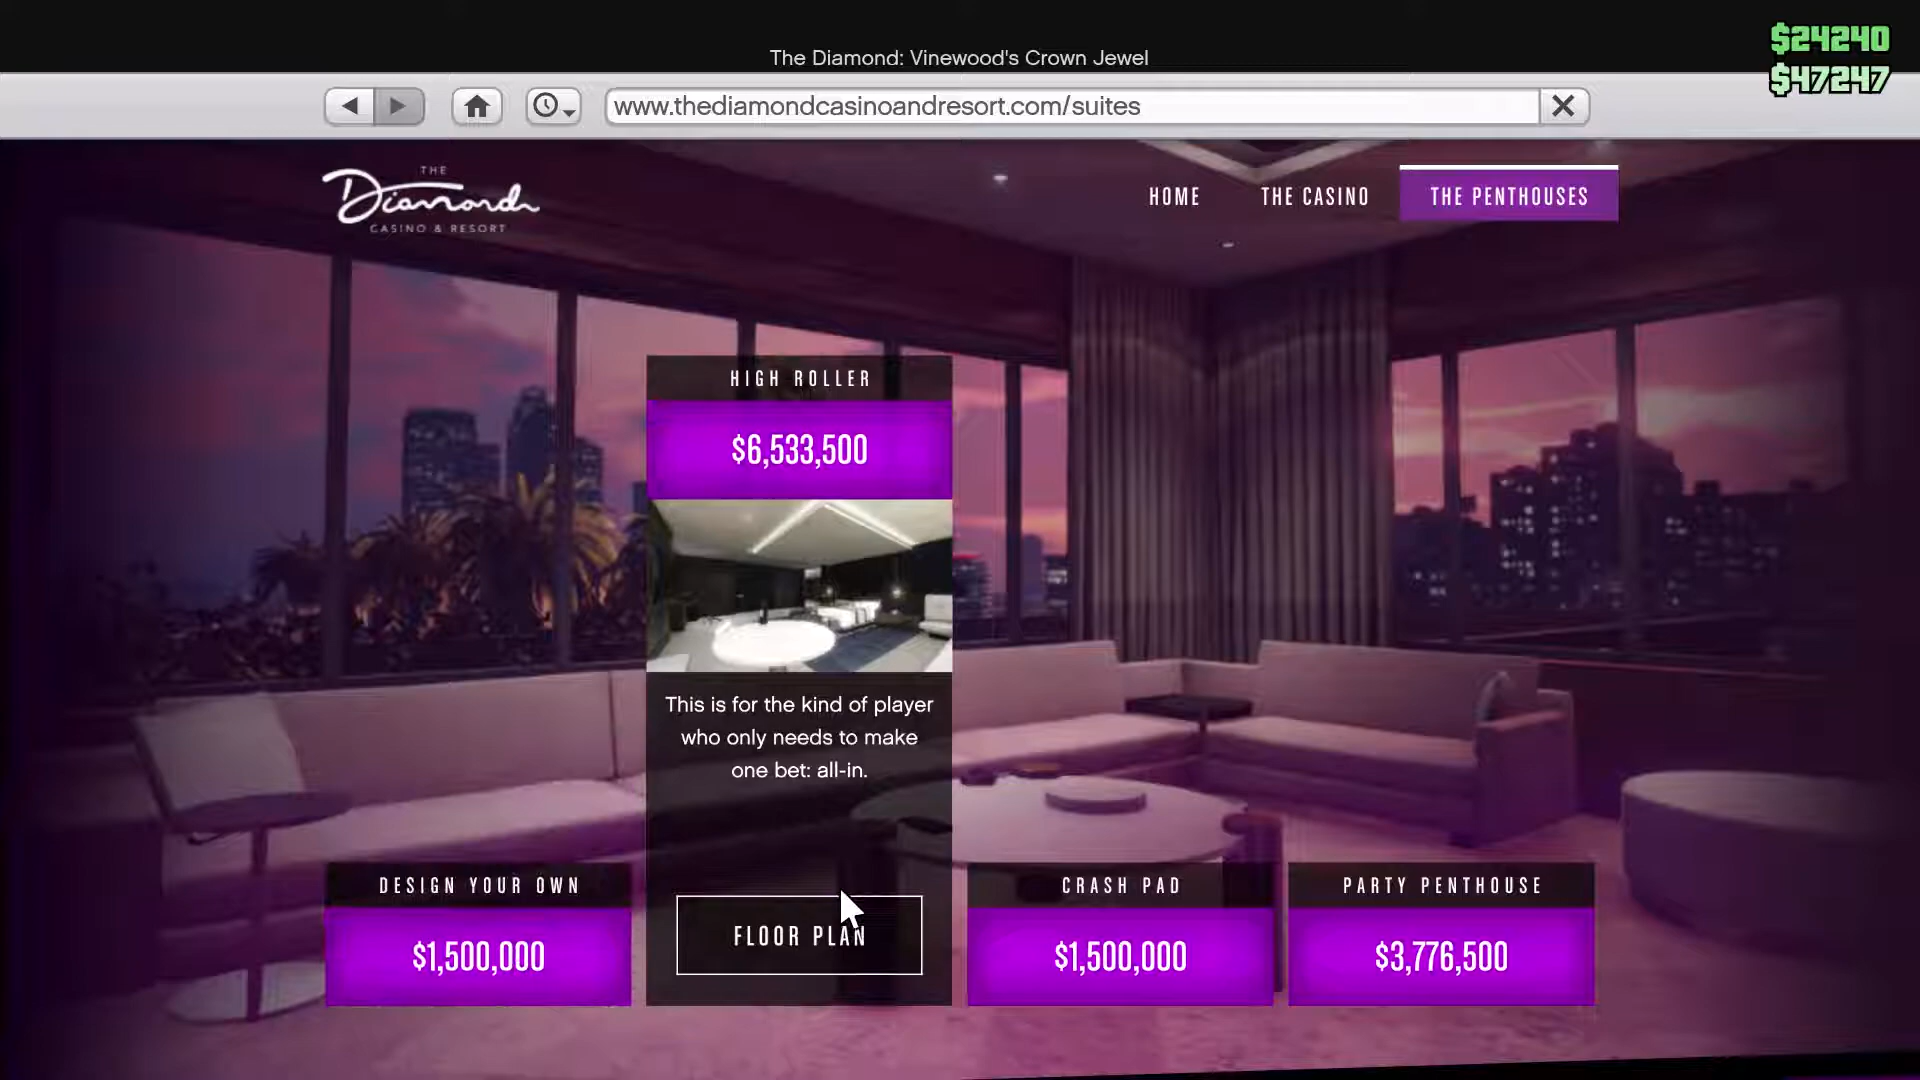 $24240
$47247
The Diamond: Vinewood's Crown Jewel
www.thediamondcasinoandresort.com/suites
THE
Diamond
CASINO & RESORT
HOME
THE CASINO
THE PENTHOUSES
HIGH ROLLER
$6,533,500
This is for the kind of player
who only needs to make
one bet: all-in.
FLOOR PLAN
DESIGN YOUR OWN
$1,500,000
CRASH PAD
$1,500,000
PARTY PENTHOUSE
$3,776,500